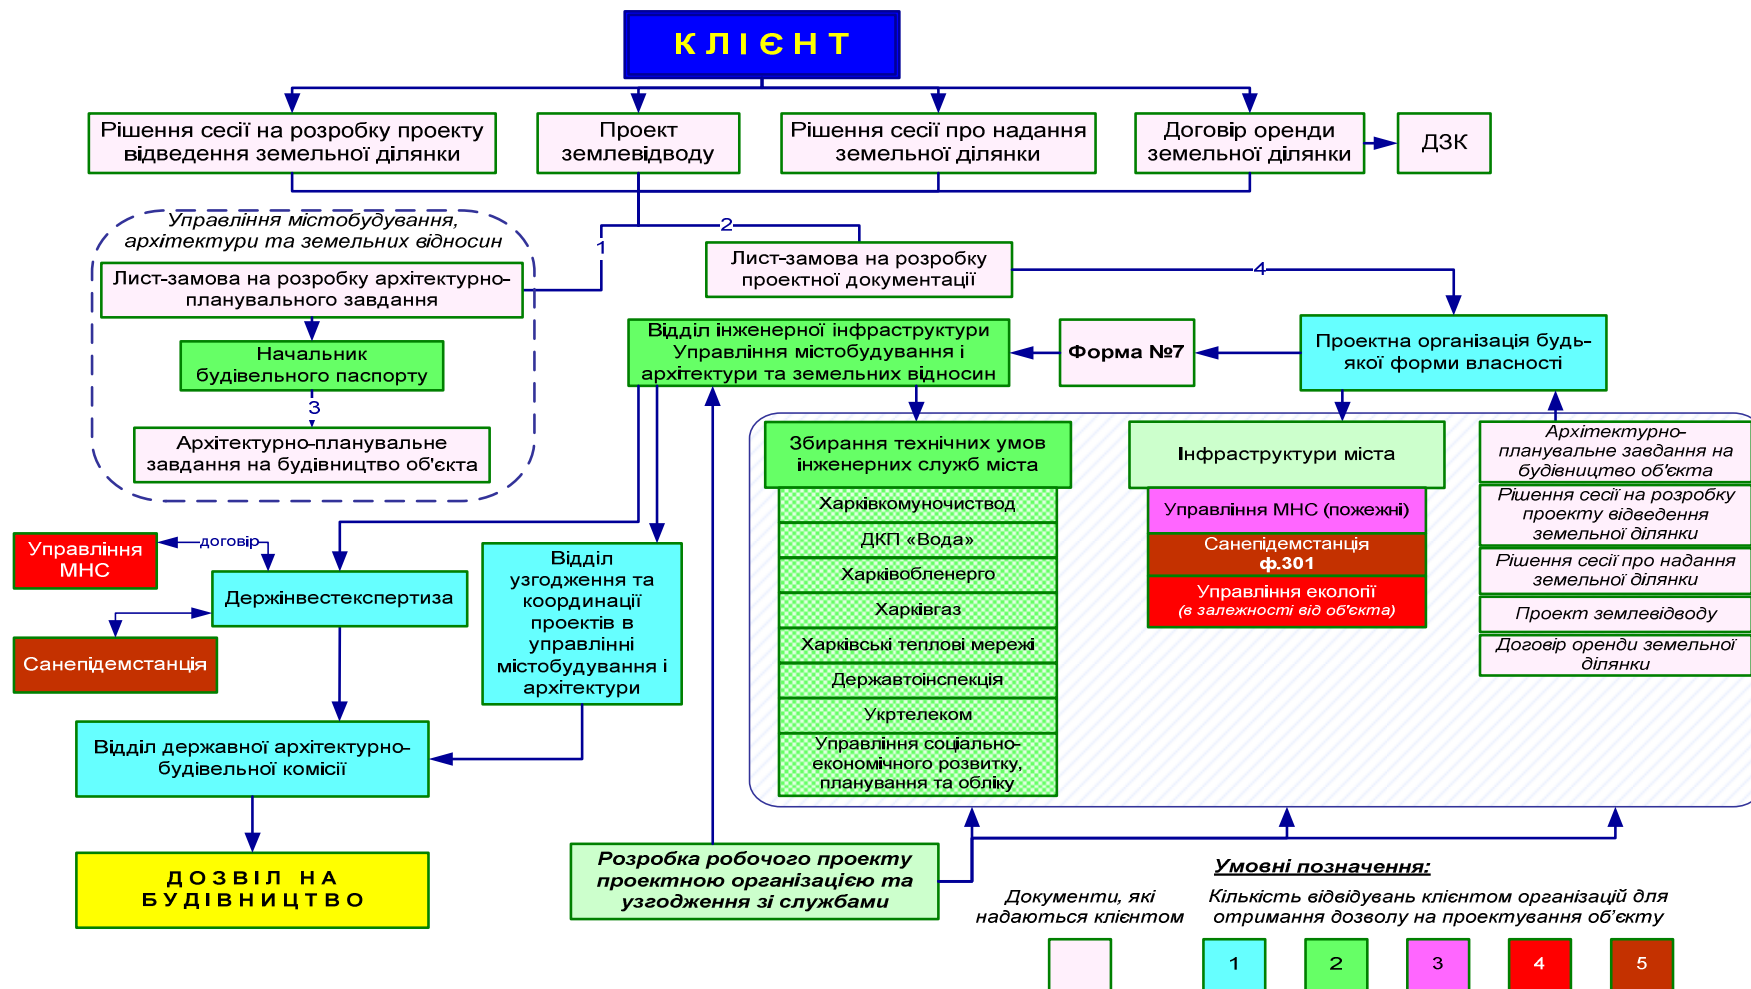 КЛІЄНТ
Рішення сесії на розробку проекту
відведення земельної ділянки
Проект
землевідводу
Рішення сесії про надання
земельної ділянки
Договір оренди
земельної ділянки
ДЗК
Управління містобудування,
архітектури та земельних відносин
1
2
Лист-замова на розробку архітектурно-
планувального завдання
Лист-замова на розробку
проектної документації
4
Начальник
будівельного паспорту
3
Архітектурно-планувальне
завдання на будівництво об'єкта
Відділ інженерної інфраструктури
Управління містобудування і
архітектури та земельних відносин
Форма №7
Проектна організація будь-
якої форми власності
Збирання технічних умов
інженерних служб міста
Харківкомуночиствод
ДКП «Вода»
Харківобленерго
Харківгаз
Харківські теплові мережі
Державтоінспекція
Укртелеком
Управління соціально-
економічного розвитку,
планування та обліку
Інфраструктури міста
Управління МНС (пожежні)
Санепідемстанція
ф.301
Управління екології
(в залежності від об'єкта)
Архітектурно-
планувальне завдання на
будівництво об'єкта
Рішення сесії на розробку
проекту відведення
земельної ділянки
Рішення сесії про надання
земельної ділянки
Проект землевідводу
Договір оренди земельної
ділянки
Управління
МНС
договір
Держінвестекспертиза
Санепідемстанція
Відділ
узгодження та
координації
проектів в
управлінні
містобудування і
архітектури
Відділ державної архітектурно-
будівельної комісії
ДОЗВІЛ НА
БУДІВНИЦТВО
Розробка робочого проекту
проектною організацією та
узгодження зі службами
Умовні позначення:
Документи, які
надаються клієнтом
Кількість відвідувань клієнтом організацій для
отримання дозволу на проектування об'єкту
1
2
3
4
5